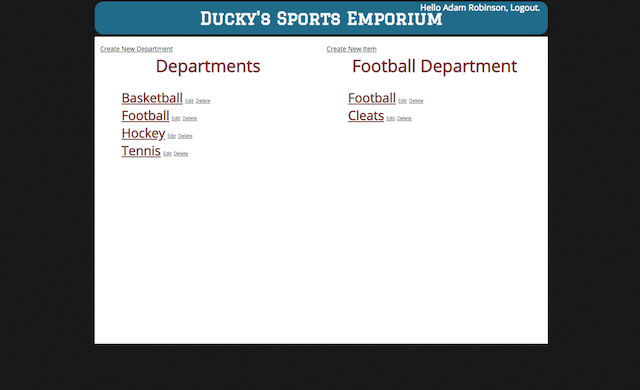 Hello Adam Robinson, Logout.
Ducky's Sports Emporium
Create New Department
Departments
Basketball Edit Delete
Football Edit Delete
Hockey Edit Delete
Tennis Edit Delete
Create New Item
Football Department
Football Edit Delete
Cleats Edit Delete